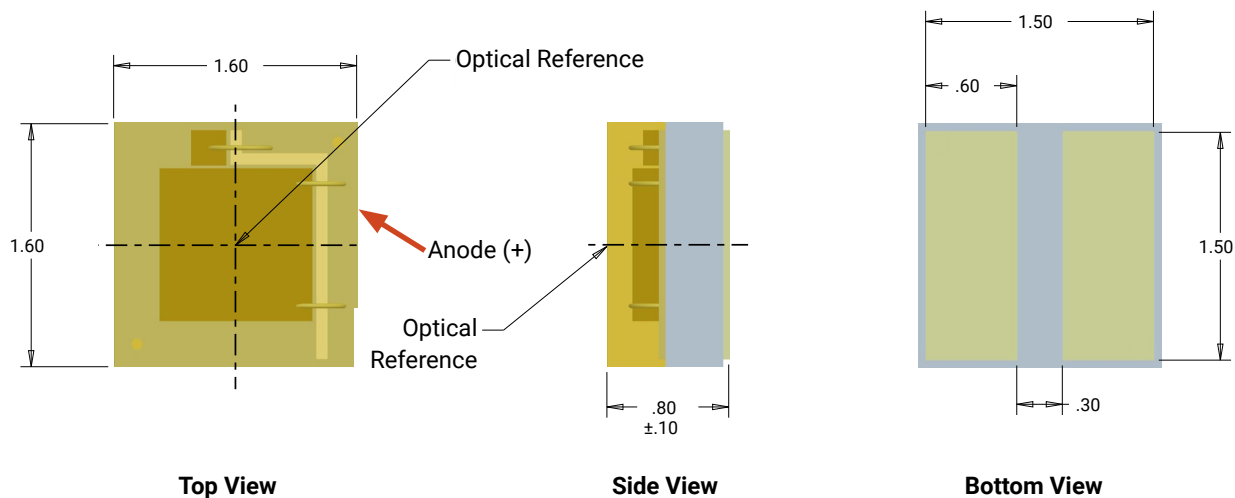 1.60
Optical Reference
1.60
Anode (+)
Top View
Optical
Reference
.80
±.10
Side View
1.50
.60
1.50
.30
Bottom View